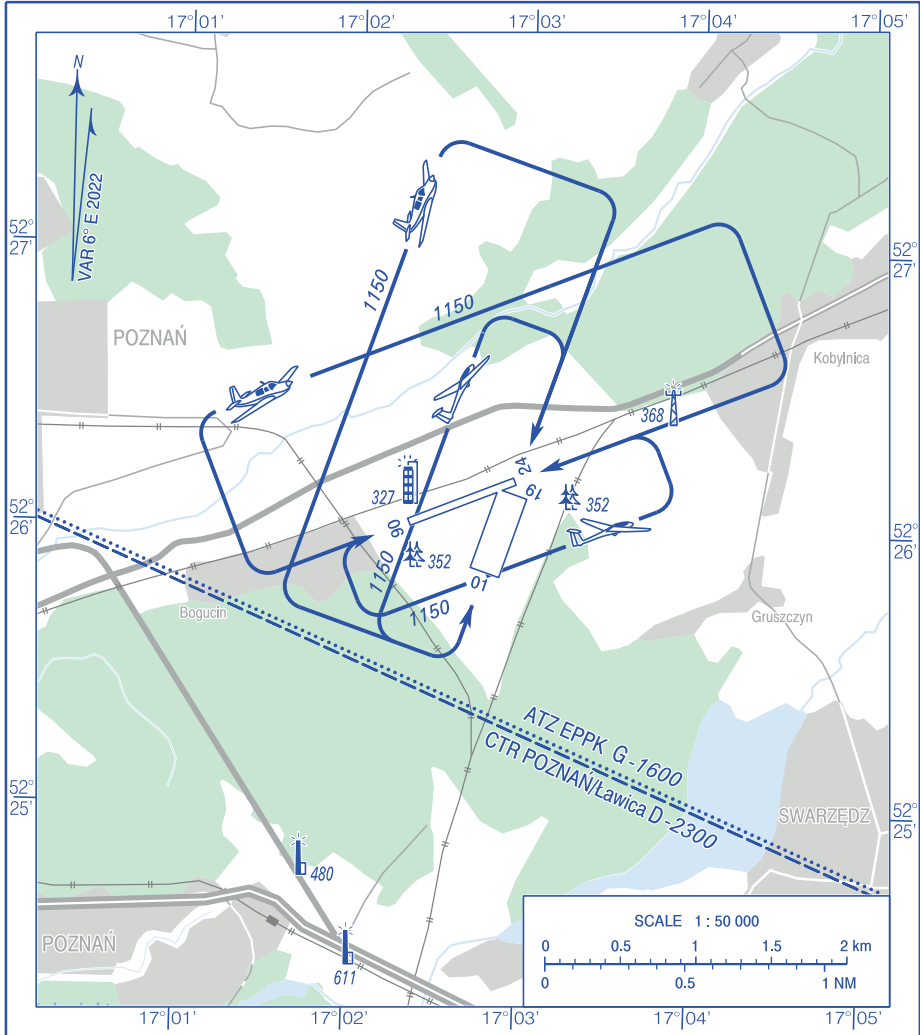 17°01' 17°02' 17°03' 17°04' 17°05'
N
VAR 6° E 2022
52°
27'
52°
27'
1150
1150
POZNAŃ
Kobylnica
368
24
19
327
352
06
352
52°
26'
52°
26'
1150
01
1150
Bogucin
Gruszczyn
ATZ EPPK G-1600
CTR POZNAŃ/Ławica D-2300
52°
25'
52°
25'
SWARZĘDZ
480
POZNAŃ
611
SCALE 1 : 50 000
0 0.5 1 1.5 2 km
0 0.5 1 NM
17°01' 17°02' 17°03' 17°04' 17°05'